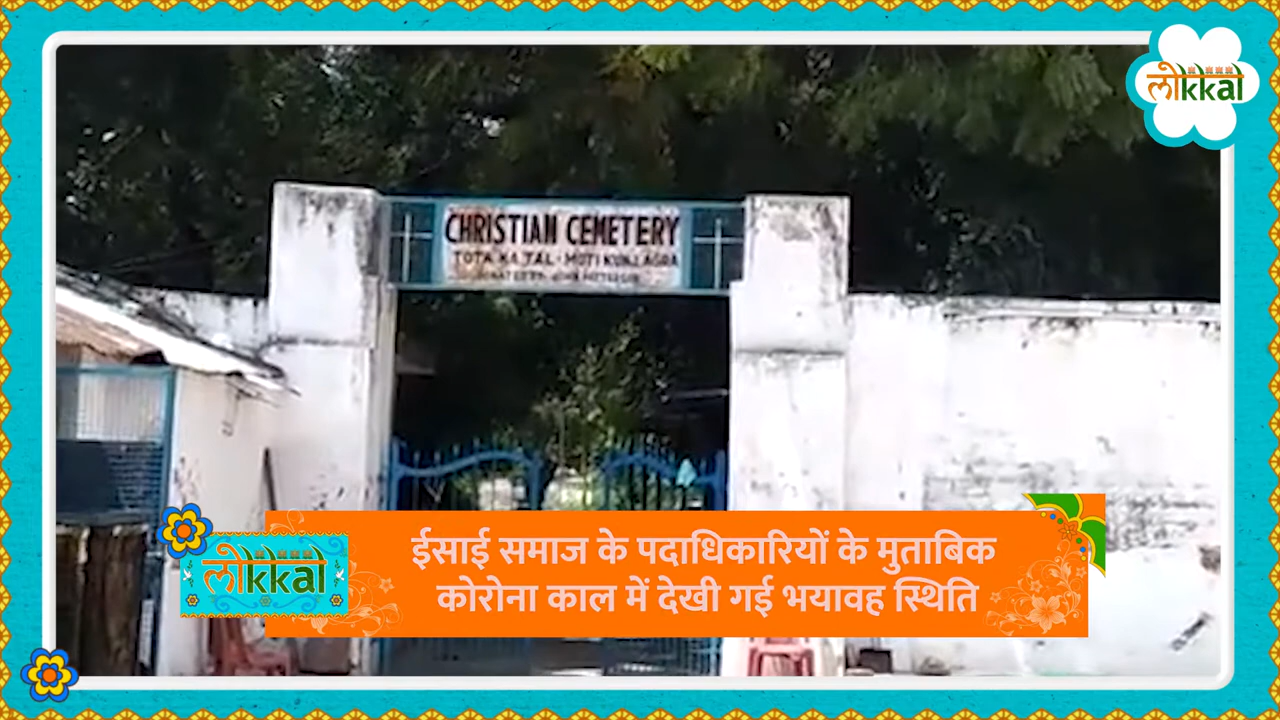 लोkkal
CHRISTIAN CEMETERY
TOTA KA TAL - MOTI KUNJ AGRA
लोkkal
ईसाई समाज के पदाधिकारियों के मुताबिक
कोरोना काल में देखी गई भयावह स्थिति